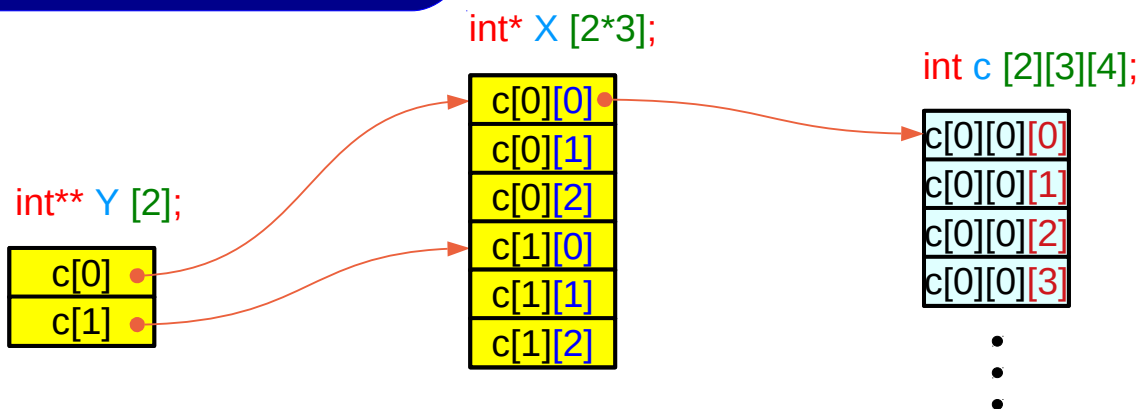 int** Y [2];
c[0]
c[1]
int* X [2*3];
c[0][0]
c[0][1]
c[0][2]
c[1][0]
c[1][1]
c[1][2]
int c [2][3][4];
c[0][0][0]
c[0][0][1]
c[0][0][2]
c[0][0][3]